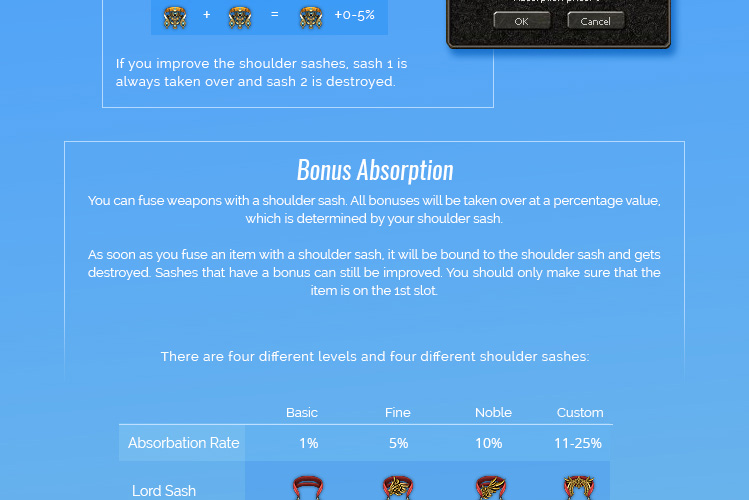 + = +0-5%
OK Cancel
If you improve the shoulder sashes, sash 1 is
always taken over and sash 2 is destroyed.
Bonus Absorption
You can fuse weapons with a shoulder sash. All bonuses will be taken over at a percentage value,
which is determined by your shoulder sash.
As soon as you fuse an item with a shoulder sash, it will be bound to the shoulder sash and gets
destroyed. Sashes that have a bonus can still be improved. You should only make sure that the
item is on the 1st slot.
There are four different levels and four different shoulder sashes:
Basic Fine Noble Custom
Absorbation Rate 1% 5% 10% 11-25%
Lord Sash